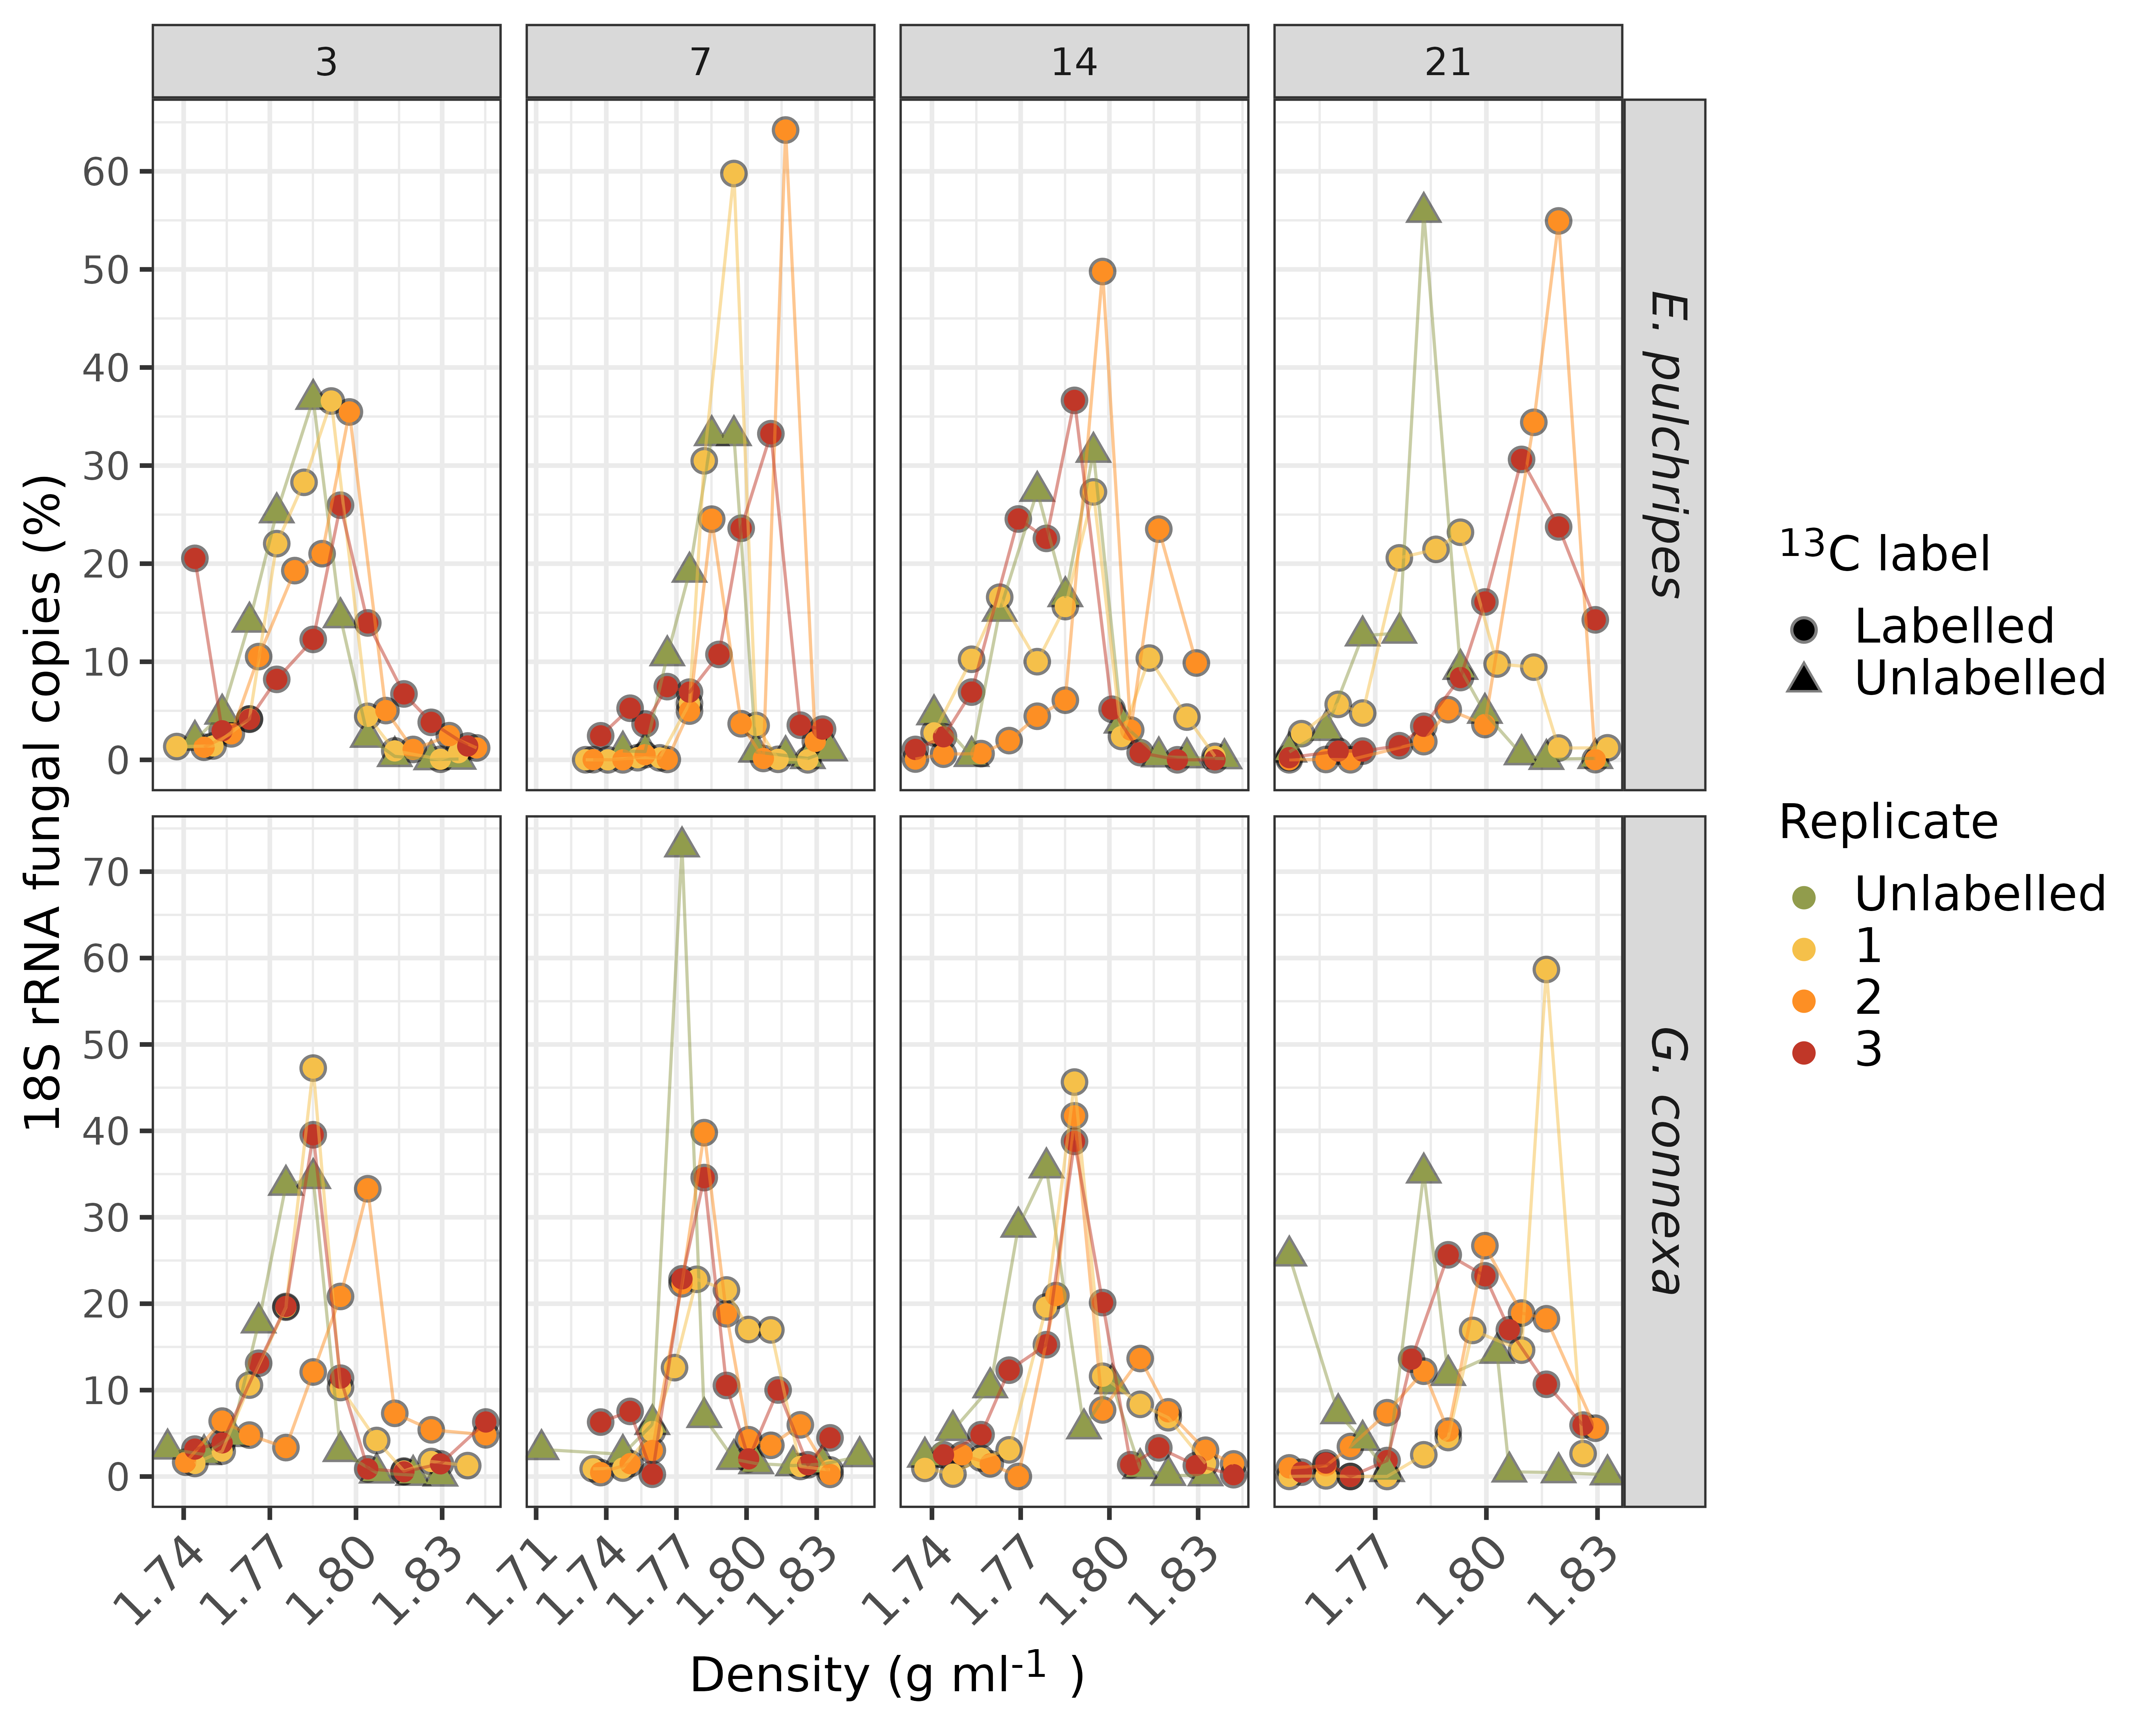 3 7 14 21
18S rRNA fungal copies (%)
60
50
40
30
20
10
0
E. pulchripes
70
60
50
40
30
20
10
0
G. connexa
1.74 1.77 1.80 1.83
1.71 1.74 1.77 1.80 1.83
1.74 1.77 1.80 1.83
1.77 1.80 1.83
Density (g ml-1 )
13C label
Labelled
Unlabelled
Replicate
Unlabelled
1
2
3